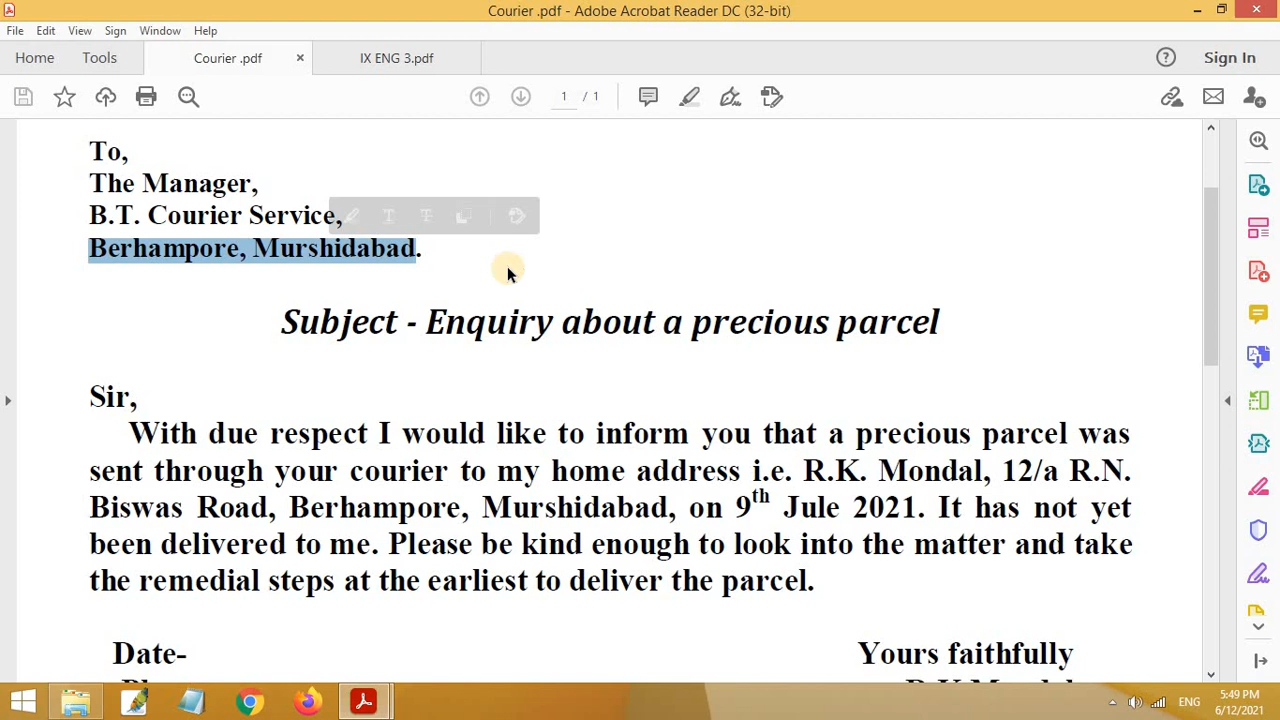 Courier .pdf - Adobe Acrobat Reader DC (32-bit)
File Edit View Sign Window Help
Home Tools Courier .pdf × IX ENG 3.pdf Sign In
1 / 1
To,
The Manager,
B.T. Courier Service,
Berhampore, Murshidabad.
Subject - Enquiry about a precious parcel
Sir,
With due respect I would like to inform you that a precious parcel was
sent through your courier to my home address i.e. R.K. Mondal, 12/a R.N.
Biswas Road, Berhampore, Murshidabad, on 9th Jule 2021. It has not yet
been delivered to me. Please be kind enough to look into the matter and take
the remedial steps at the earliest to deliver the parcel.
Date- Yours faithfully
ENG 5:49 PM
6/12/2021